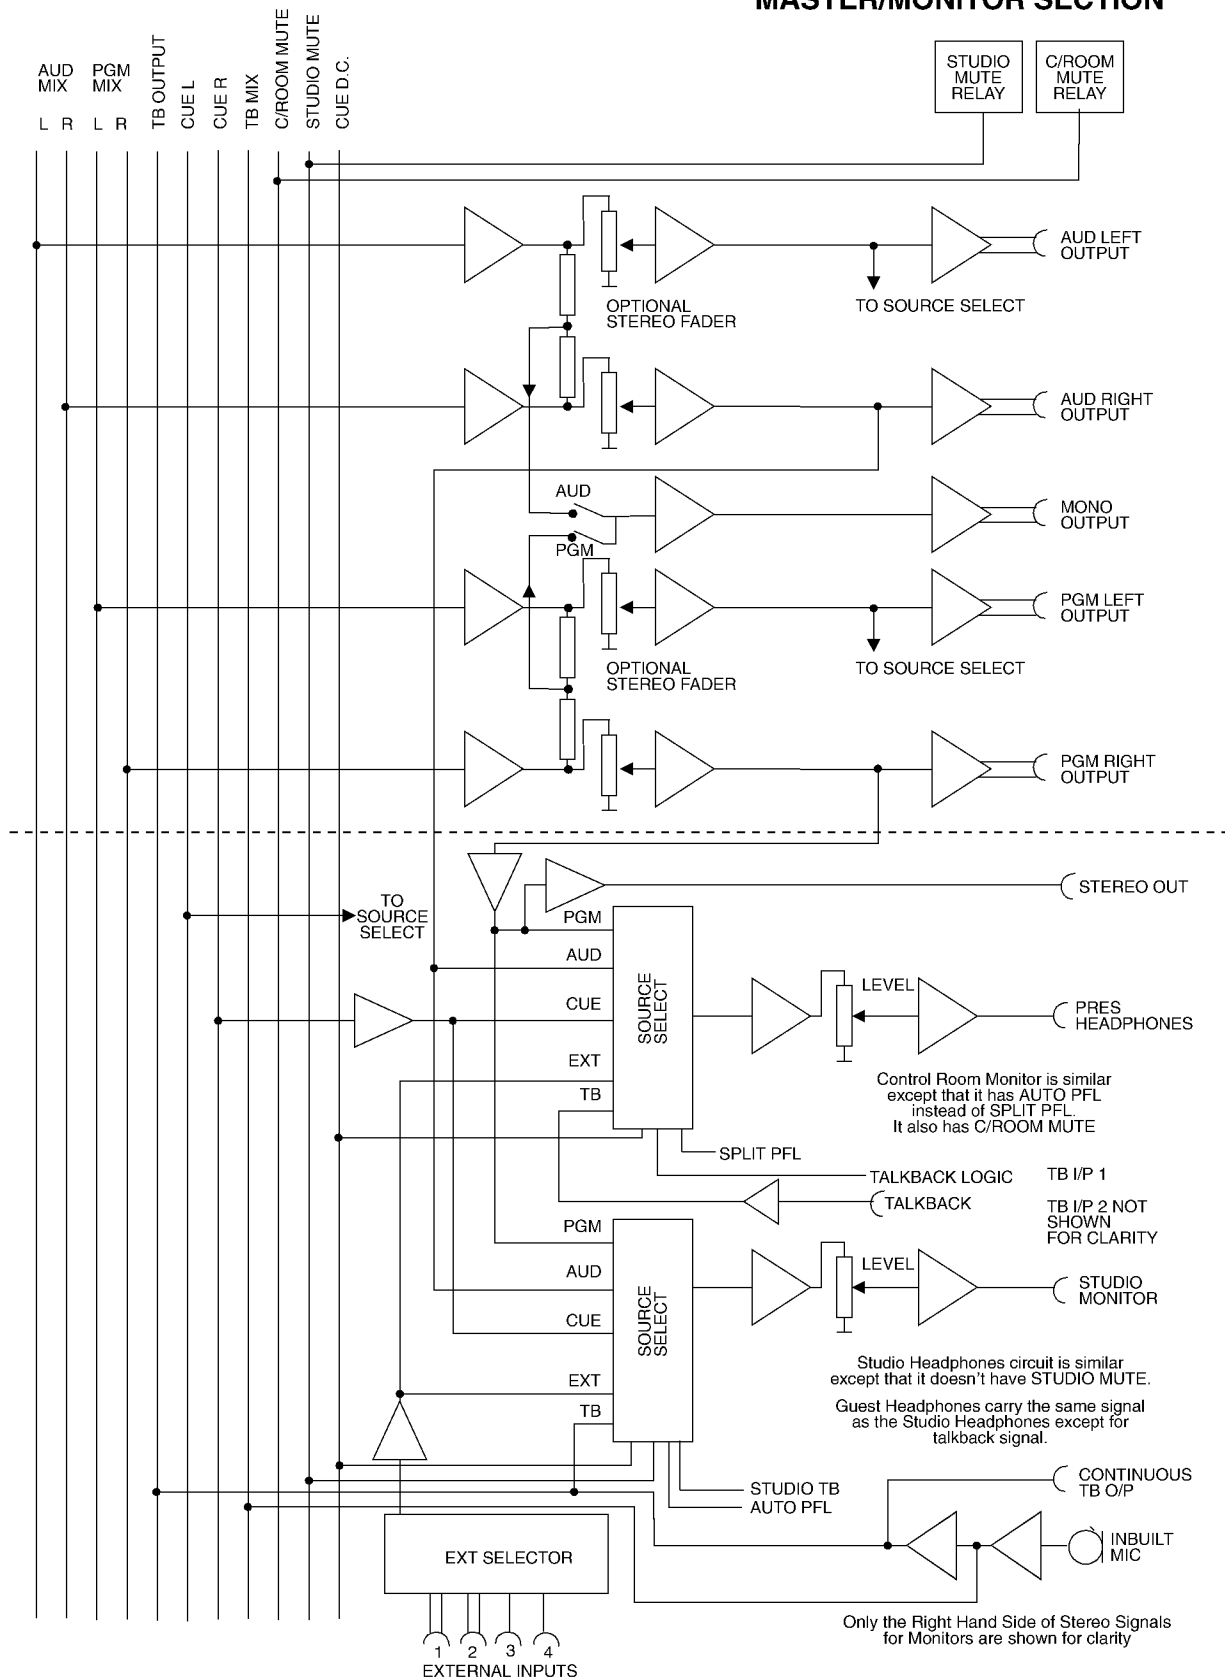 MASTER/MONITOR SECTION
AUD
MIX
L R
PGM
MIX
L R
TB OUTPUT
CUE L
CUE R
TB MIX
C/ROOM MUTE
STUDIO MUTE
CUE D.C.
STUDIO
MUTE
RELAY
C/ROOM
MUTE
RELAY
AUD LEFT
OUTPUT
TO SOURCE SELECT
OPTIONAL
STEREO FADER
AUD RIGHT
OUTPUT
AUD
MONO
OUTPUT
PGM
PGM LEFT
OUTPUT
TO SOURCE SELECT
OPTIONAL
STEREO FADER
PGM RIGHT
OUTPUT
STEREO OUT
TO
SOURCE
SELECT
PGM
AUD
CUE
EXT
TB
SOURCE
SELECT
LEVEL
PRES
HEADPHONES
Control Room Monitor is similar
except that it has AUTO PFL
instead of SPLIT PFL.
It also has C/ROOM MUTE
SPLIT PFL
TALKBACK LOGIC
TB I/P 1
TALKBACK
TB I/P 2 NOT
SHOWN
FOR CLARITY
PGM
AUD
CUE
EXT
TB
SOURCE
SELECT
LEVEL
STUDIO
MONITOR
Studio Headphones circuit is similar
except that it doesn't have STUDIO MUTE.
Guest Headphones carry the same signal
as the Studio Headphones except for
talkback signal.
STUDIO TB
AUTO PFL
CONTINUOUS
TB O/P
INBUILT
MIC
EXT SELECTOR
1 2 3 4
EXTERNAL INPUTS
Only the Right Hand Side of Stereo Signals
for Monitors are shown for clarity